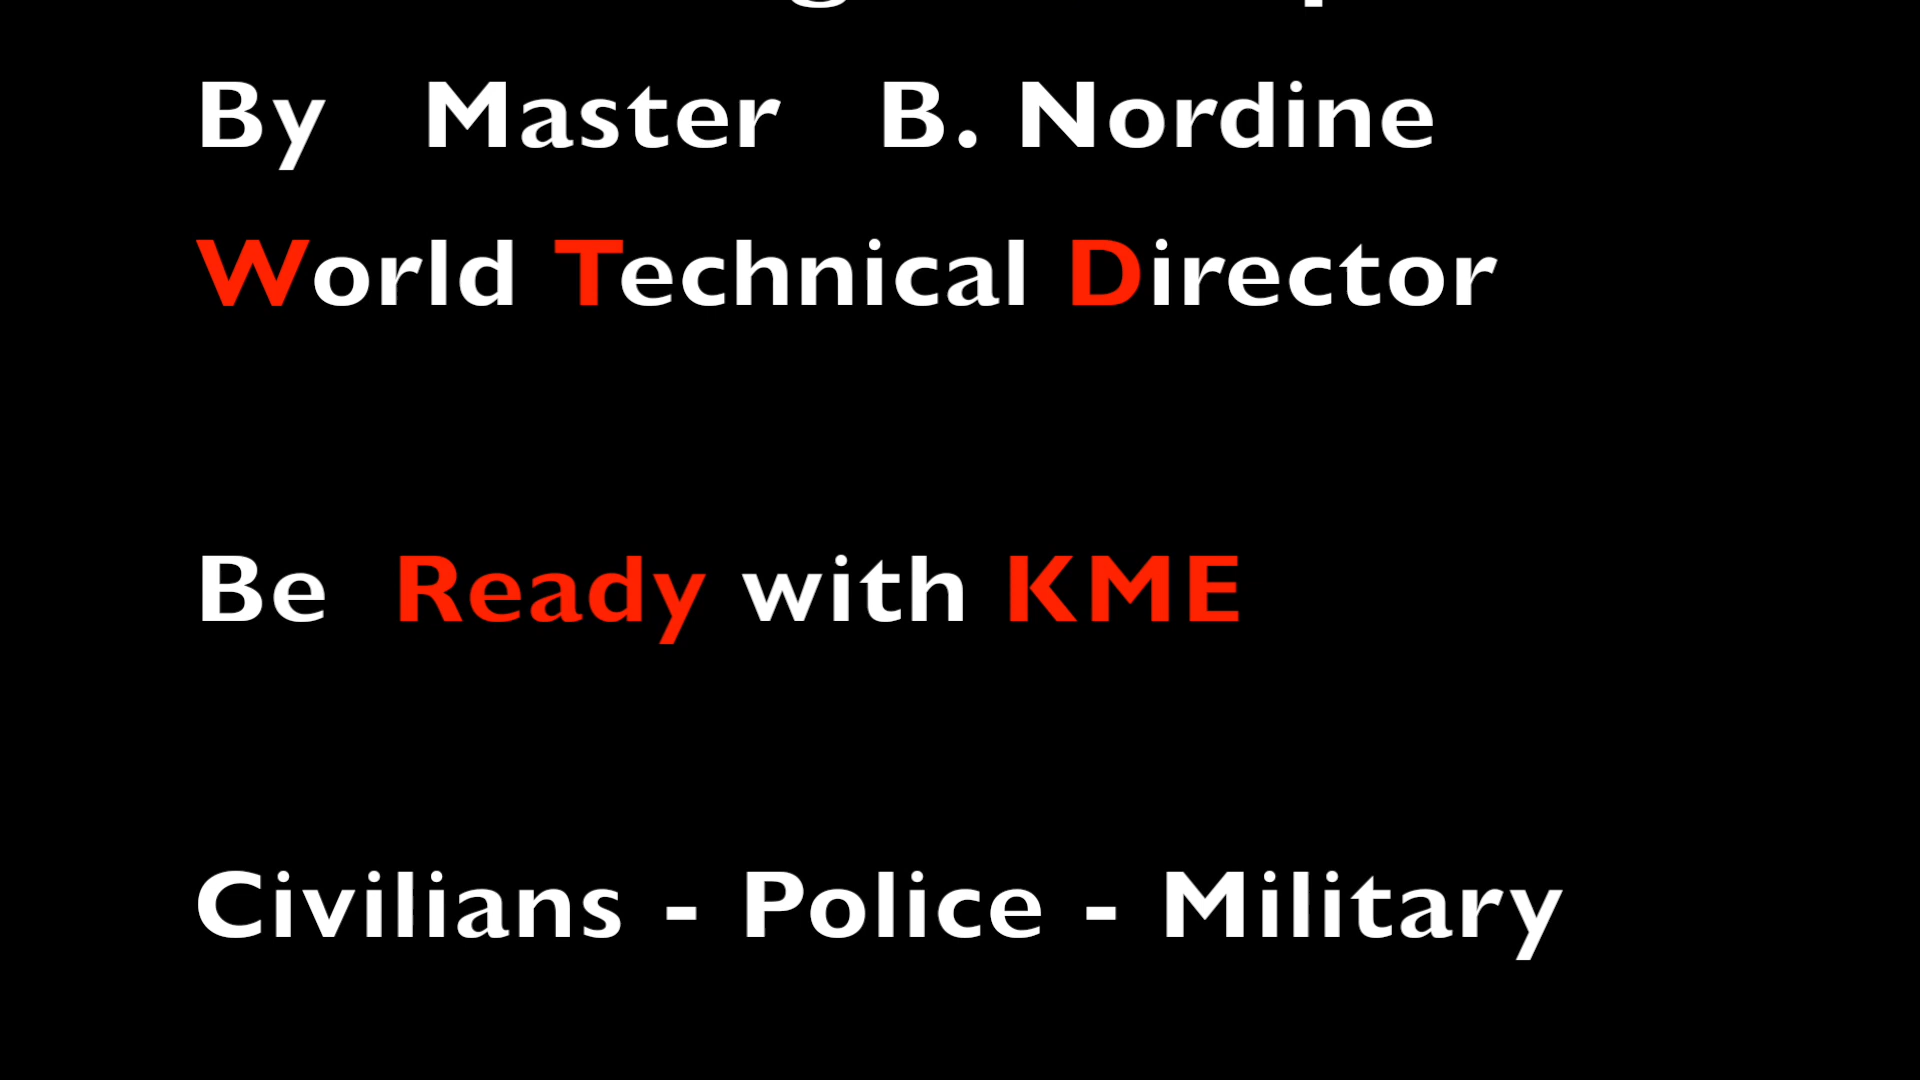 By Master B. Nordine
World Technical Director
Be Ready with KME
Civilians - Police - Military